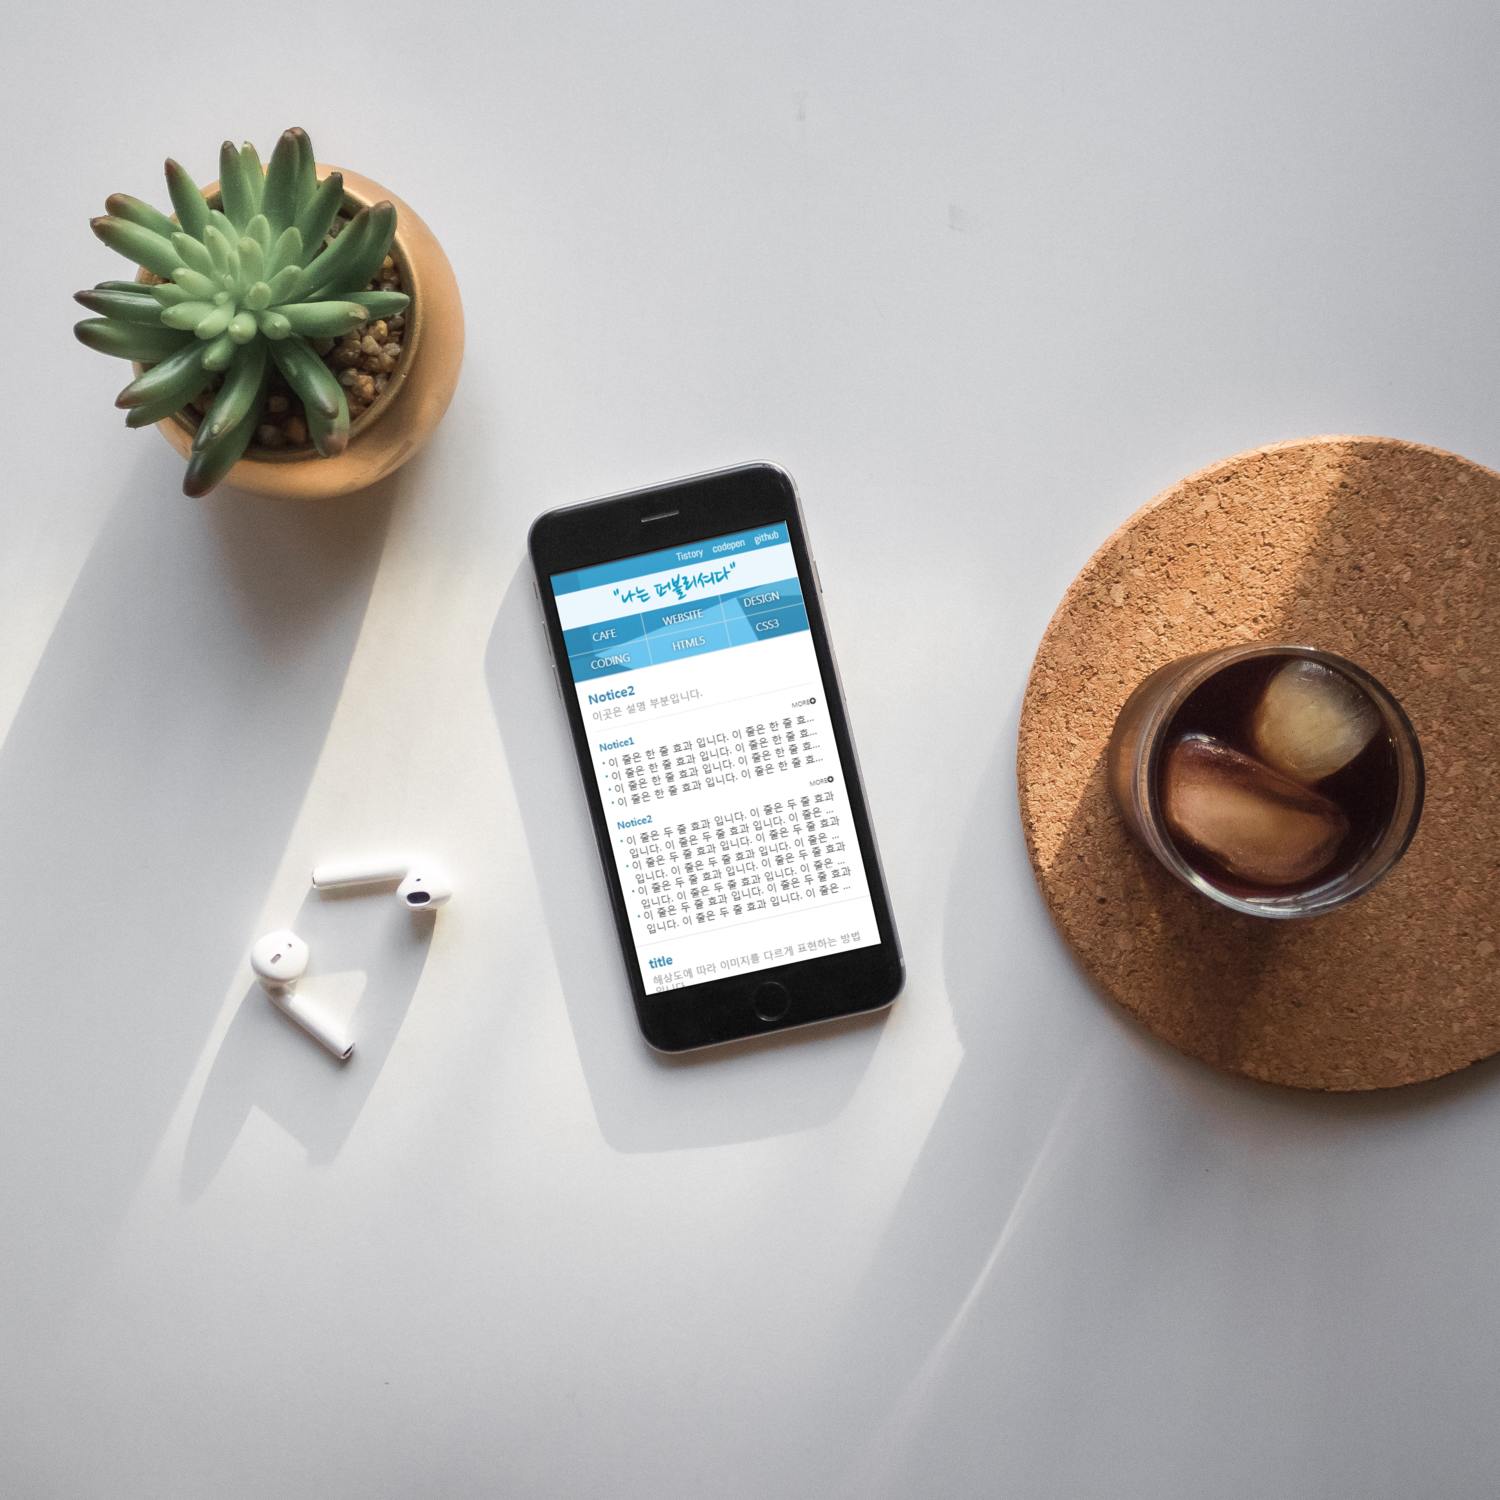 Tistory codepen github
"나는 퍼블리셔다"
CAFE WEBSITE DESIGN
CODING HTML5 CSS3
Notice2
이곳은 설명 부분입니다.
Notice1 MORE
이 줄은 한 줄 효과 입니다. 이 줄은 한 줄 효...
이 줄은 한 줄 효과 입니다. 이 줄은 한 줄 효...
이 줄은 한 줄 효과 입니다. 이 줄은 한 줄 효...
이 줄은 한 줄 효과 입니다. 이 줄은 한 줄 효...
Notice2 MORE
이 줄은 두 줄 효과 입니다. 이 줄은 두 줄 효과
입니다. 이 줄은 두 줄 효과 입니다. 이 줄은 ...
이 줄은 두 줄 효과 입니다. 이 줄은 두 줄 효과
입니다. 이 줄은 두 줄 효과 입니다. 이 줄은 ...
이 줄은 두 줄 효과 입니다. 이 줄은 두 줄 효과
입니다. 이 줄은 두 줄 효과 입니다. 이 줄은 ...
이 줄은 두 줄 효과 입니다. 이 줄은 두 줄 효과
입니다. 이 줄은 두 줄 효과 입니다. 이 줄은 ...
title
해상도에 따라 이미지를 다르게 표현하는 방법
입니다